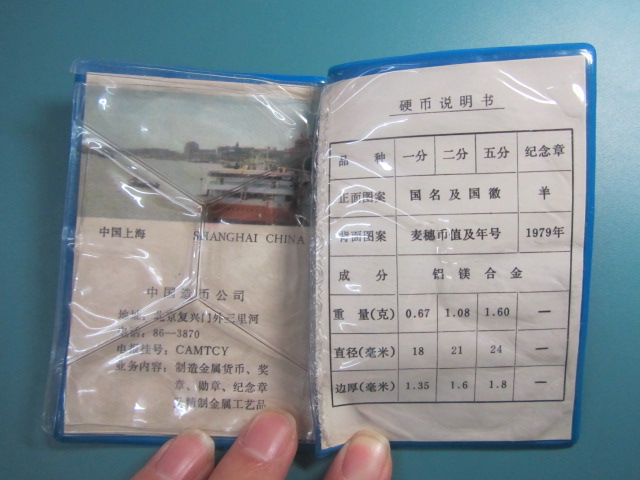 中国上海 SHANGHAI CHINA
中国造币公司
地址：北京复兴门外三里河
电话：86—3870
电报挂号：CAMTCY
业务内容：制造金属货币、奖
章、勋章、纪念章
及精制金属工艺品
硬币说明书
品种 一分 二分 五分 纪念章
正面图案 国名及国徽 羊
背面图案 麦穗币值及年号 1979年
成分 铝镁合金
重量(克) 0.67 1.08 1.60 —
直径(毫米) 18 21 24 —
边厚(毫米) 1.35 1.6 1.8 —